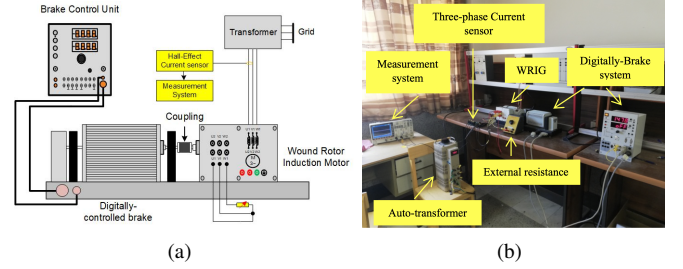 Brake Control Unit
Transformer
Grid
Hall-Effect
Current sensor
Measurement
System
Coupling
Wound Rotor
Induction Motor
Digitally-
controlled brake
(a)
Three-phase Current
sensor
Measurement
system
WRIG
Digitally-Brake
system
External resistance
Auto-transformer
(b)